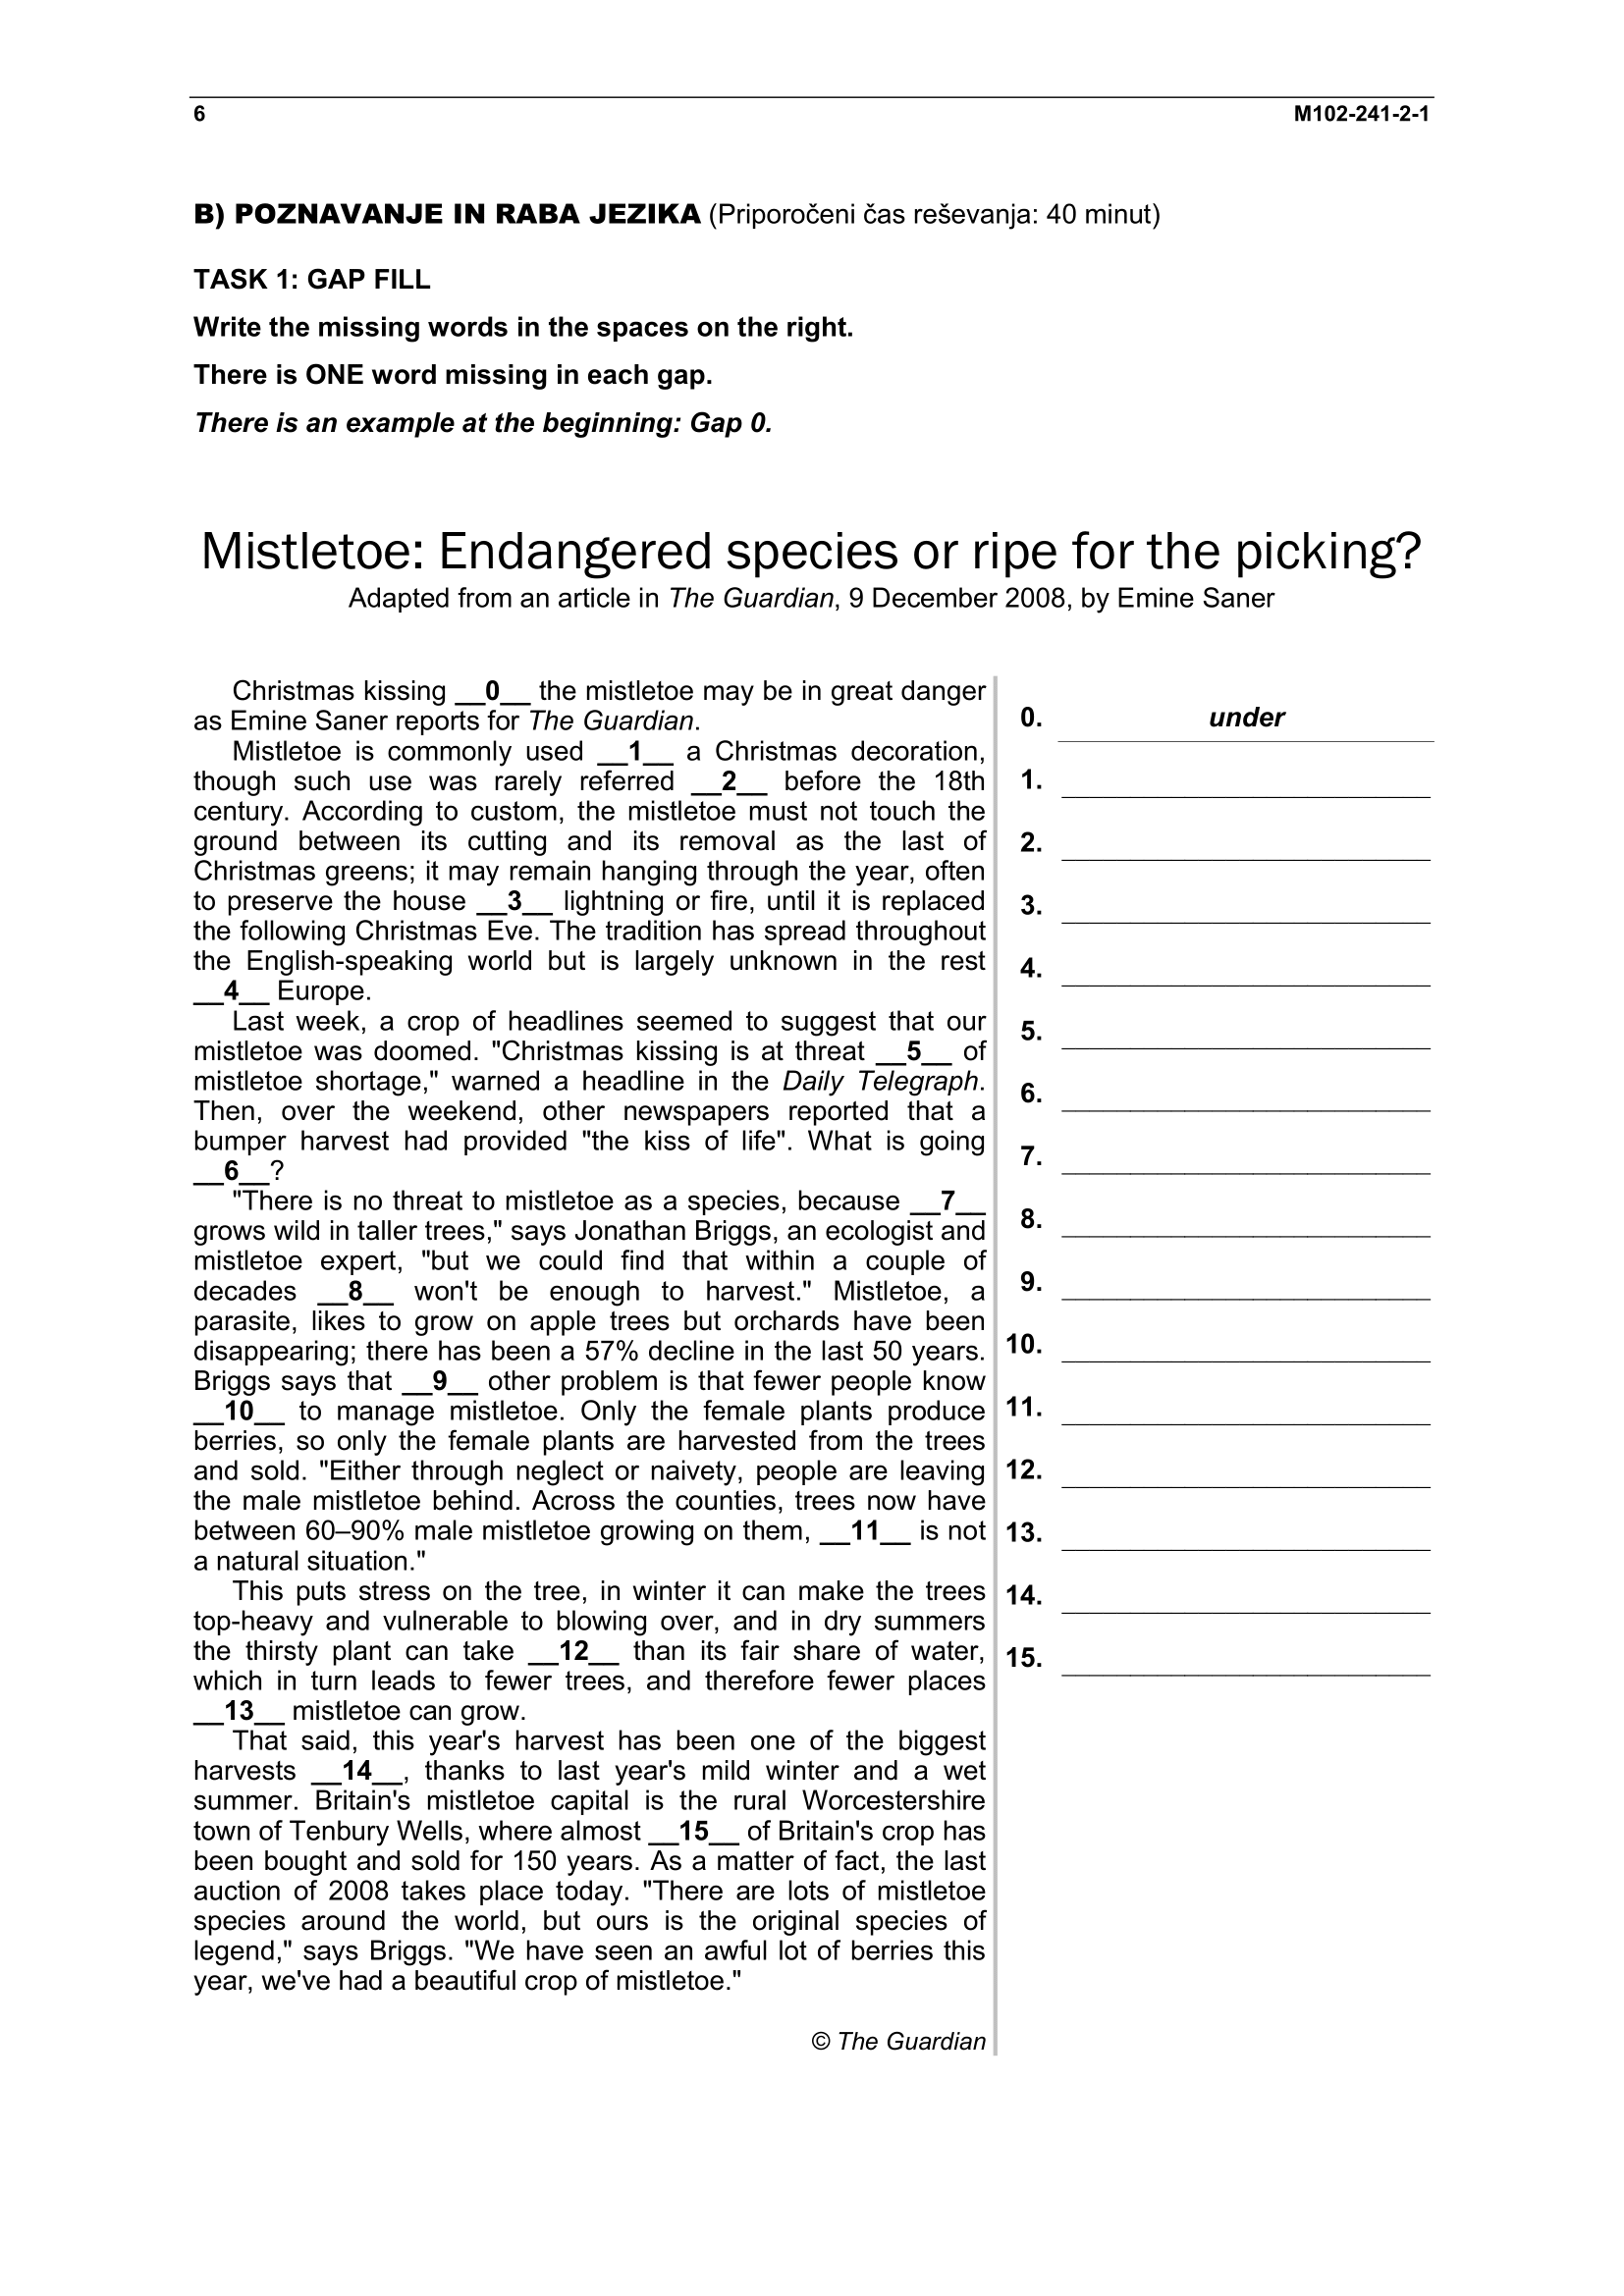 6 M102-241-2-1
B) POZNAVANJE IN RABA JEZIKA (Priporočeni čas reševanja: 40 minut)
TASK 1: GAP FILL
Write the missing words in the spaces on the right.
There is ONE word missing in each gap.
There is an example at the beginning: Gap 0.
Mistletoe: Endangered species or ripe for the picking?
Adapted from an article in The Guardian, 9 December 2008, by Emine Saner
Christmas kissing __0__ the mistletoe may be in great danger
as Emine Saner reports for The Guardian.
Mistletoe is commonly used __1__ a Christmas decoration,
though such use was rarely referred __2__ before the 18th
century. According to custom, the mistletoe must not touch the
ground between its cutting and its removal as the last of
Christmas greens; it may remain hanging through the year, often
to preserve the house __3__ lightning or fire, until it is replaced
the following Christmas Eve. The tradition has spread throughout
the English-speaking world but is largely unknown in the rest
__4__ Europe.
Last week, a crop of headlines seemed to suggest that our
mistletoe was doomed. "Christmas kissing is at threat __5__ of
mistletoe shortage," warned a headline in the Daily Telegraph.
Then, over the weekend, other newspapers reported that a
bumper harvest had provided "the kiss of life". What is going
__6__?
"There is no threat to mistletoe as a species, because __7__
grows wild in taller trees," says Jonathan Briggs, an ecologist and
mistletoe expert, "but we could find that within a couple of
decades __8__ won't be enough to harvest." Mistletoe, a
parasite, likes to grow on apple trees but orchards have been
disappearing; there has been a 57% decline in the last 50 years.
Briggs says that __9__ other problem is that fewer people know
__10__ to manage mistletoe. Only the female plants produce
berries, so only the female plants are harvested from the trees
and sold. "Either through neglect or naivety, people are leaving
the male mistletoe behind. Across the counties, trees now have
between 60–90% male mistletoe growing on them, __11__ is not
a natural situation."
This puts stress on the tree, in winter it can make the trees
top-heavy and vulnerable to blowing over, and in dry summers
the thirsty plant can take __12__ than its fair share of water,
which in turn leads to fewer trees, and therefore fewer places
__13__ mistletoe can grow.
That said, this year's harvest has been one of the biggest
harvests __14__, thanks to last year's mild winter and a wet
summer. Britain's mistletoe capital is the rural Worcestershire
town of Tenbury Wells, where almost __15__ of Britain's crop has
been bought and sold for 150 years. As a matter of fact, the last
auction of 2008 takes place today. "There are lots of mistletoe
species around the world, but ours is the original species of
legend," says Briggs. "We have seen an awful lot of berries this
year, we've had a beautiful crop of mistletoe."
© The Guardian
0. under
1.
2.
3.
4.
5.
6.
7.
8.
9.
10.
11.
12.
13.
14.
15.